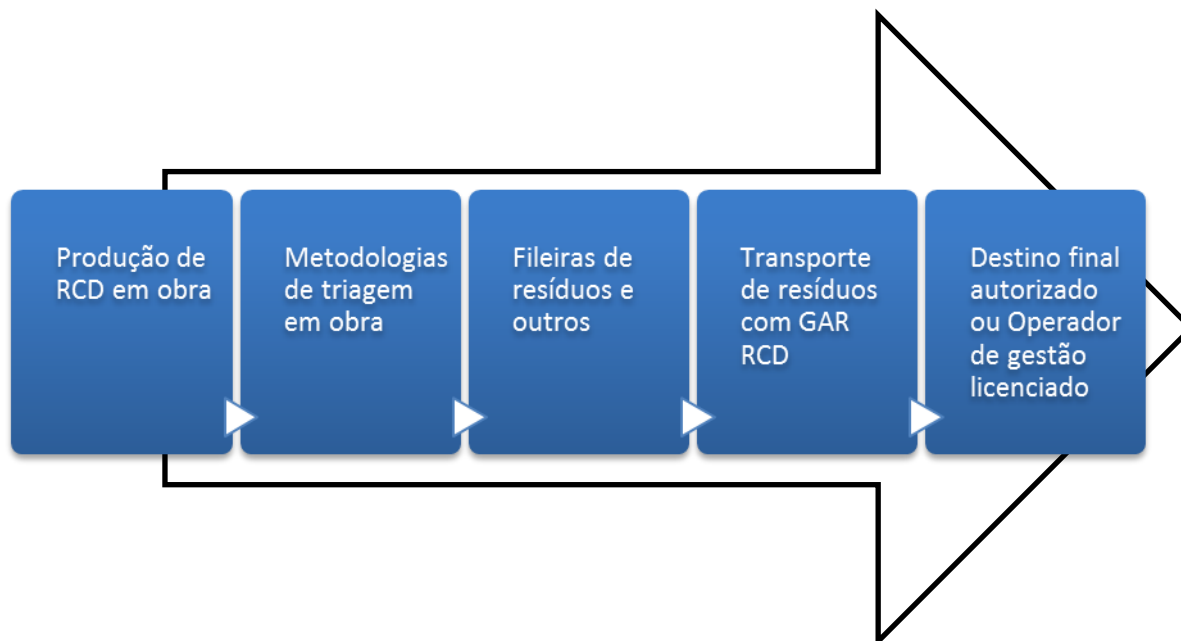 Produção de
RCD em obra
Metodologias
de triagem
em obra
Fileiras de
resíduos e
outros
Transporte
de resíduos
com GAR
RCD
Destino final
autorizado
ou Operador
de gestão
licenciado